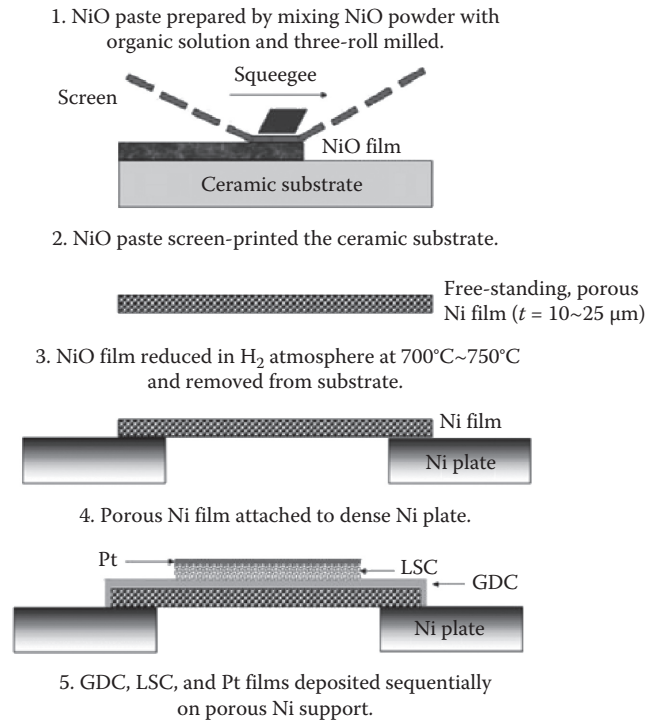 1. NiO paste prepared by mixing NiO powder with
organic solution and three-roll milled.
Squeegee
Screen
NiO film
Ceramic substrate
2. NiO paste screen-printed the ceramic substrate.
Free-standing, porous
Ni film (t = 10~25 μm)
3. NiO film reduced in H₂ atmosphere at 700°C~750°C
and removed from substrate.
Ni film
Ni plate
4. Porous Ni film attached to dense Ni plate.
Pt
LSC
GDC
Ni plate
5. GDC, LSC, and Pt films deposited sequentially
on porous Ni support.